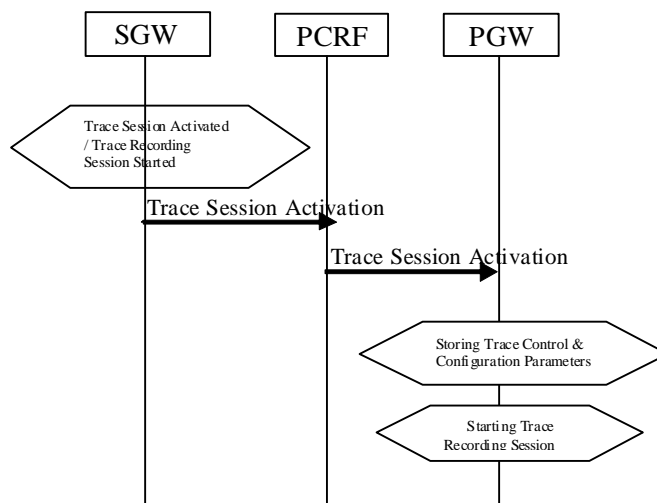 SGW
PCRF
PGW
Trace Session Activated
/ Trace Recording
Session Started
Trace Session Activation
Trace Session Activation
Storing Trace Control &
Configuration Parameters
Starting Trace
Recording Session